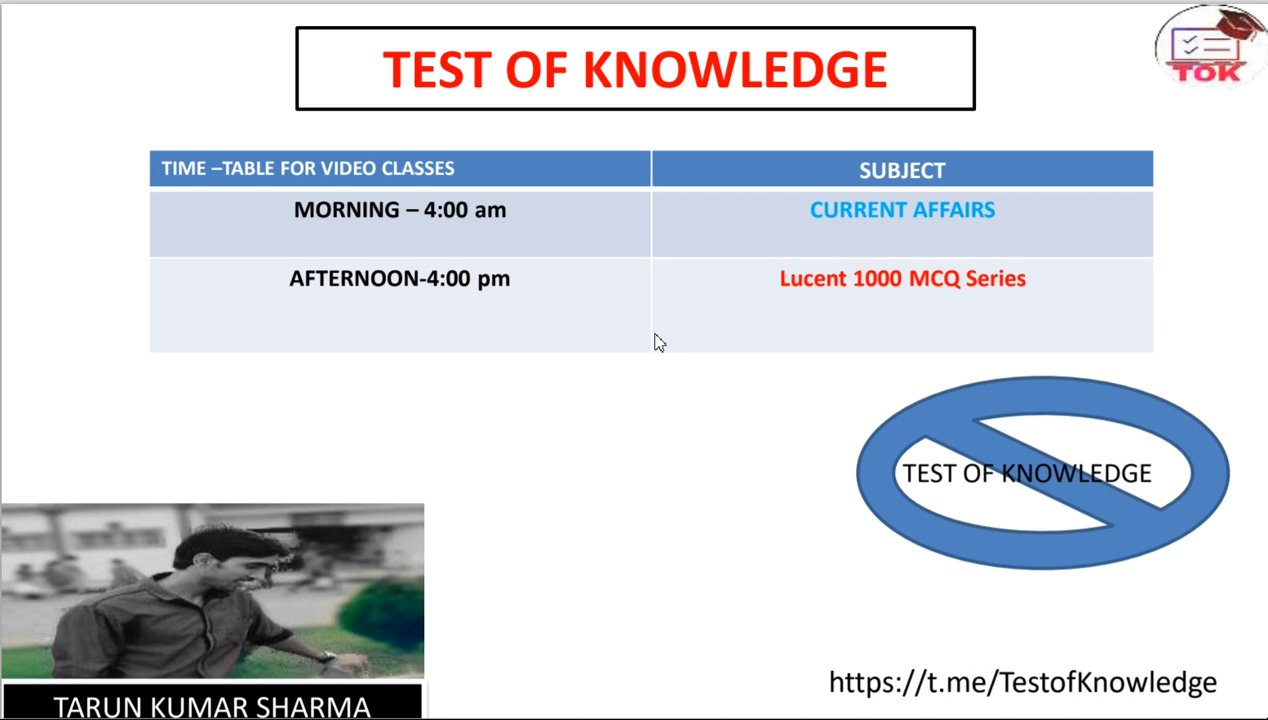 TEST OF KNOWLEDGE
TOK
TIME –TABLE FOR VIDEO CLASSES
SUBJECT
MORNING – 4:00 am
CURRENT AFFAIRS
AFTERNOON-4:00 pm
Lucent 1000 MCQ Series
TEST OF KNOWLEDGE
https://t.me/TestofKnowledge
TARUN KUMAR SHARMA